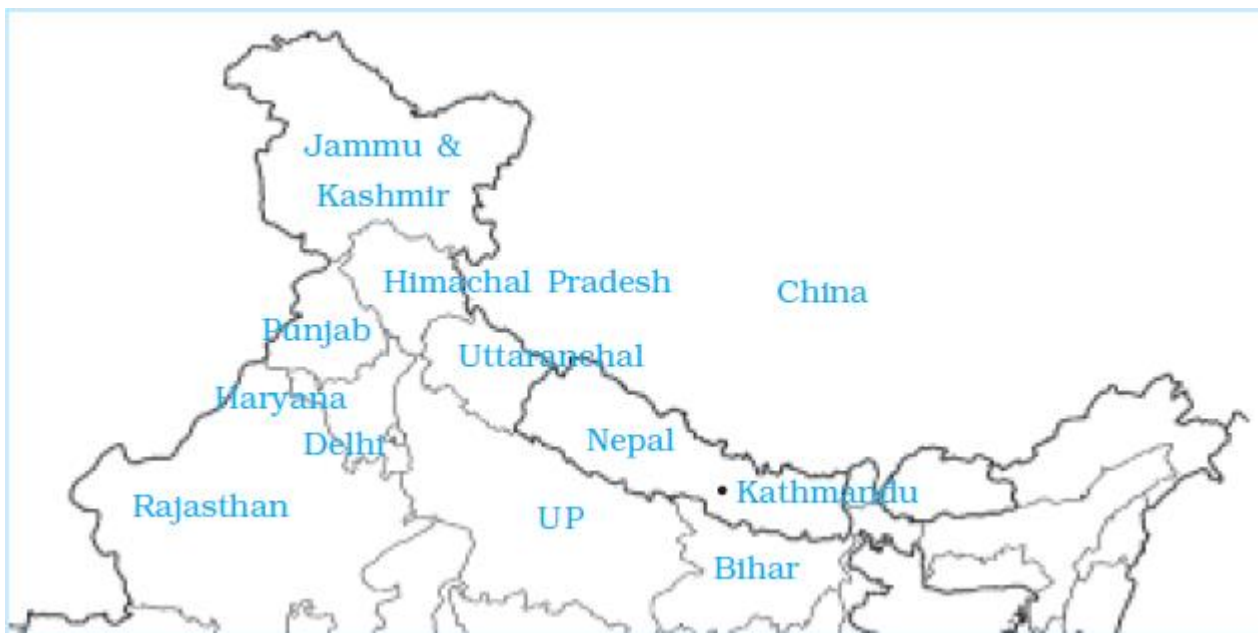 Jammu &
Kashmir
Himachal Pradesh
China
Punjab
Uttaranchal
Haryana
Delhi
Nepal
Kathmandu
Rajasthan
UP
Bihar